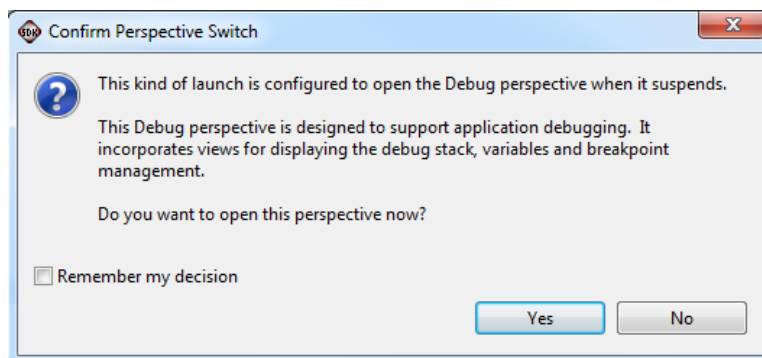 SDK Confirm Perspective Switch
X
This kind of launch is configured to open the Debug perspective when it suspends.
This Debug perspective is designed to support application debugging. It
incorporates views for displaying the debug stack, variables and breakpoint
management.
Do you want to open this perspective now?
Remember my decision
Yes No